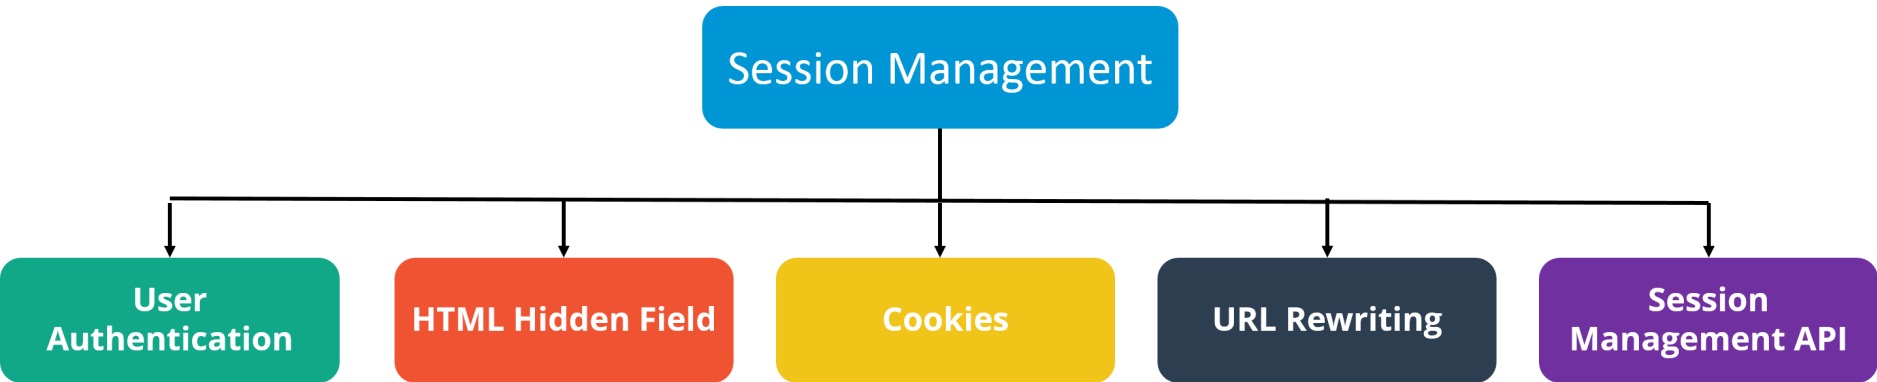 Session Management
User
Authentication
HTML Hidden Field
Cookies
URL Rewriting
Session
Management API